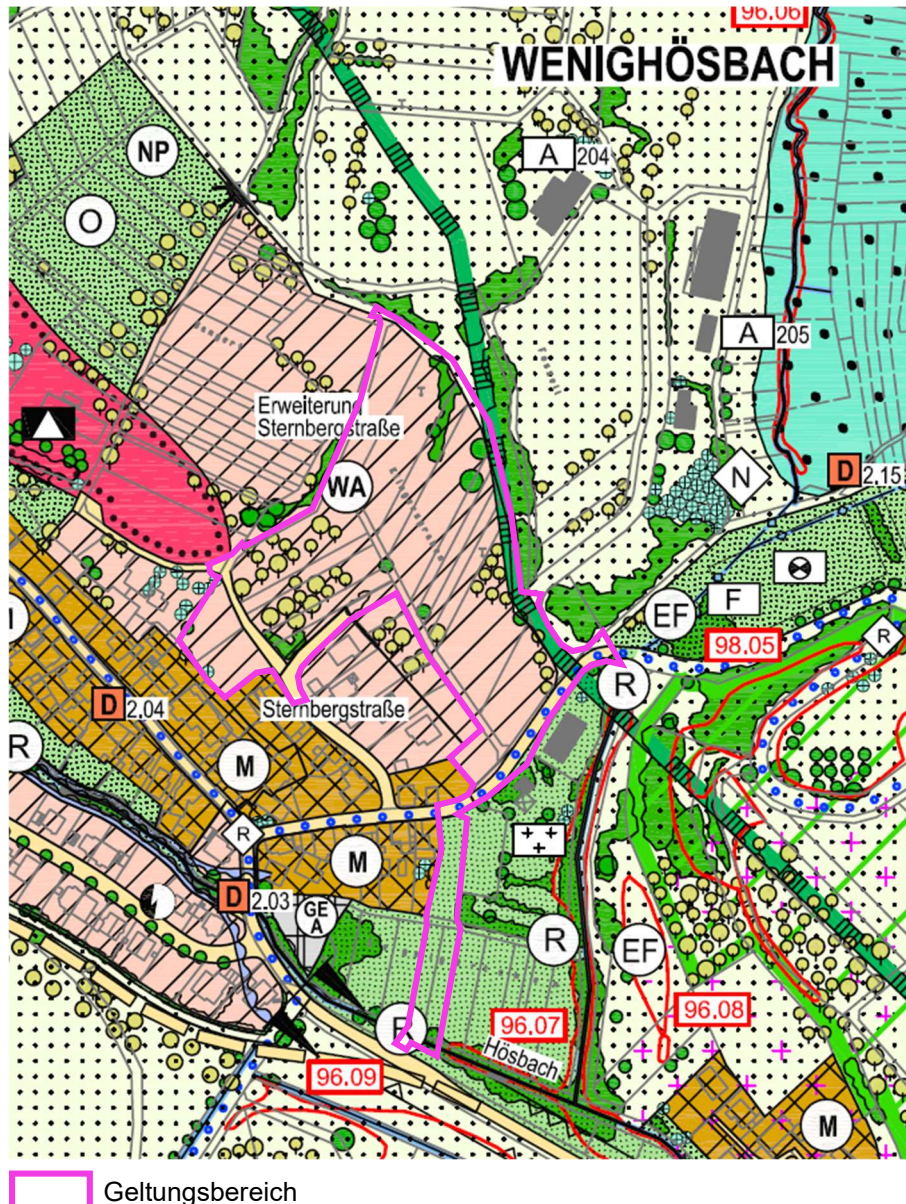 96.06
WENIGHÖSBACH
NP
A 204
O
A 205
Erweiterung
Sternbergstraße
WA
N
D 2.15
EF
F
98.05
R
R
D 2,04
Sternbergstraße
R
M
R
M
D 2.03
GE
A
R
EF
R
96.07
96.08
Hösbach
96.09
M
Geltungsbereich